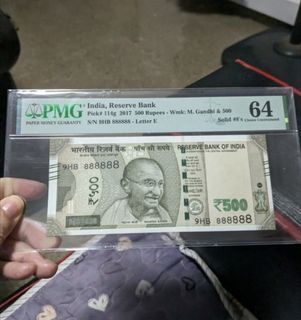 PMG
PAPER MONEY GUARANTY
India, Reserve Bank
Pick# 114g 2017 500 Rupees - Wmk: M. Gandhi & 500
S/N 9HB 888888 - Letter E
64
Solid #8's Choice Uncirculated
भारतीय रिज़र्व बैंक
पाँच सौ रुपये
RESERVE BANK OF INDIA
9HB 888888
₹500
₹500
9HB 888888